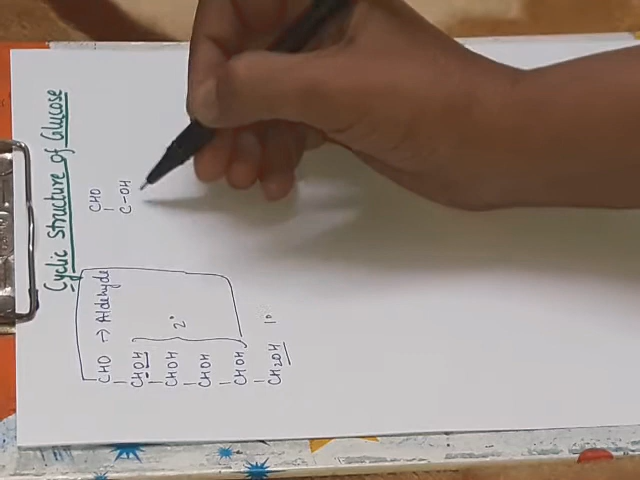 Cyclic Structure of Glucose
CHO → Aldehyde
CHOH
CHOH
CHOH
CHOH
CH2OH
2°
1°
CHO
C-OH